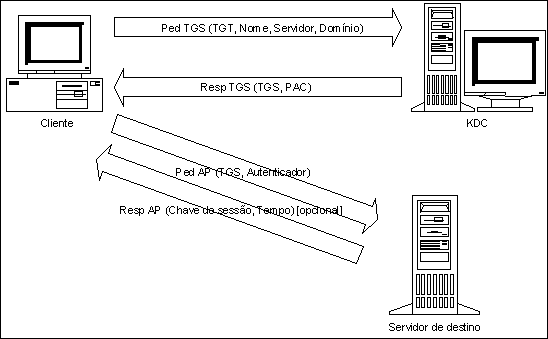 Ped TGS (TGT, Nome, Servidor, Domínio)
Resp TGS (TGS, PAC)
Cliente
KDC
Ped AP (TGS, Autenticador)
Resp AP (Chave da sessão, Tempo) [opcional]
Servidor de destino